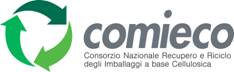 comieco
Consorzio Nazionale Recupero e Riciclo
degli Imballaggi a base Cellulosica